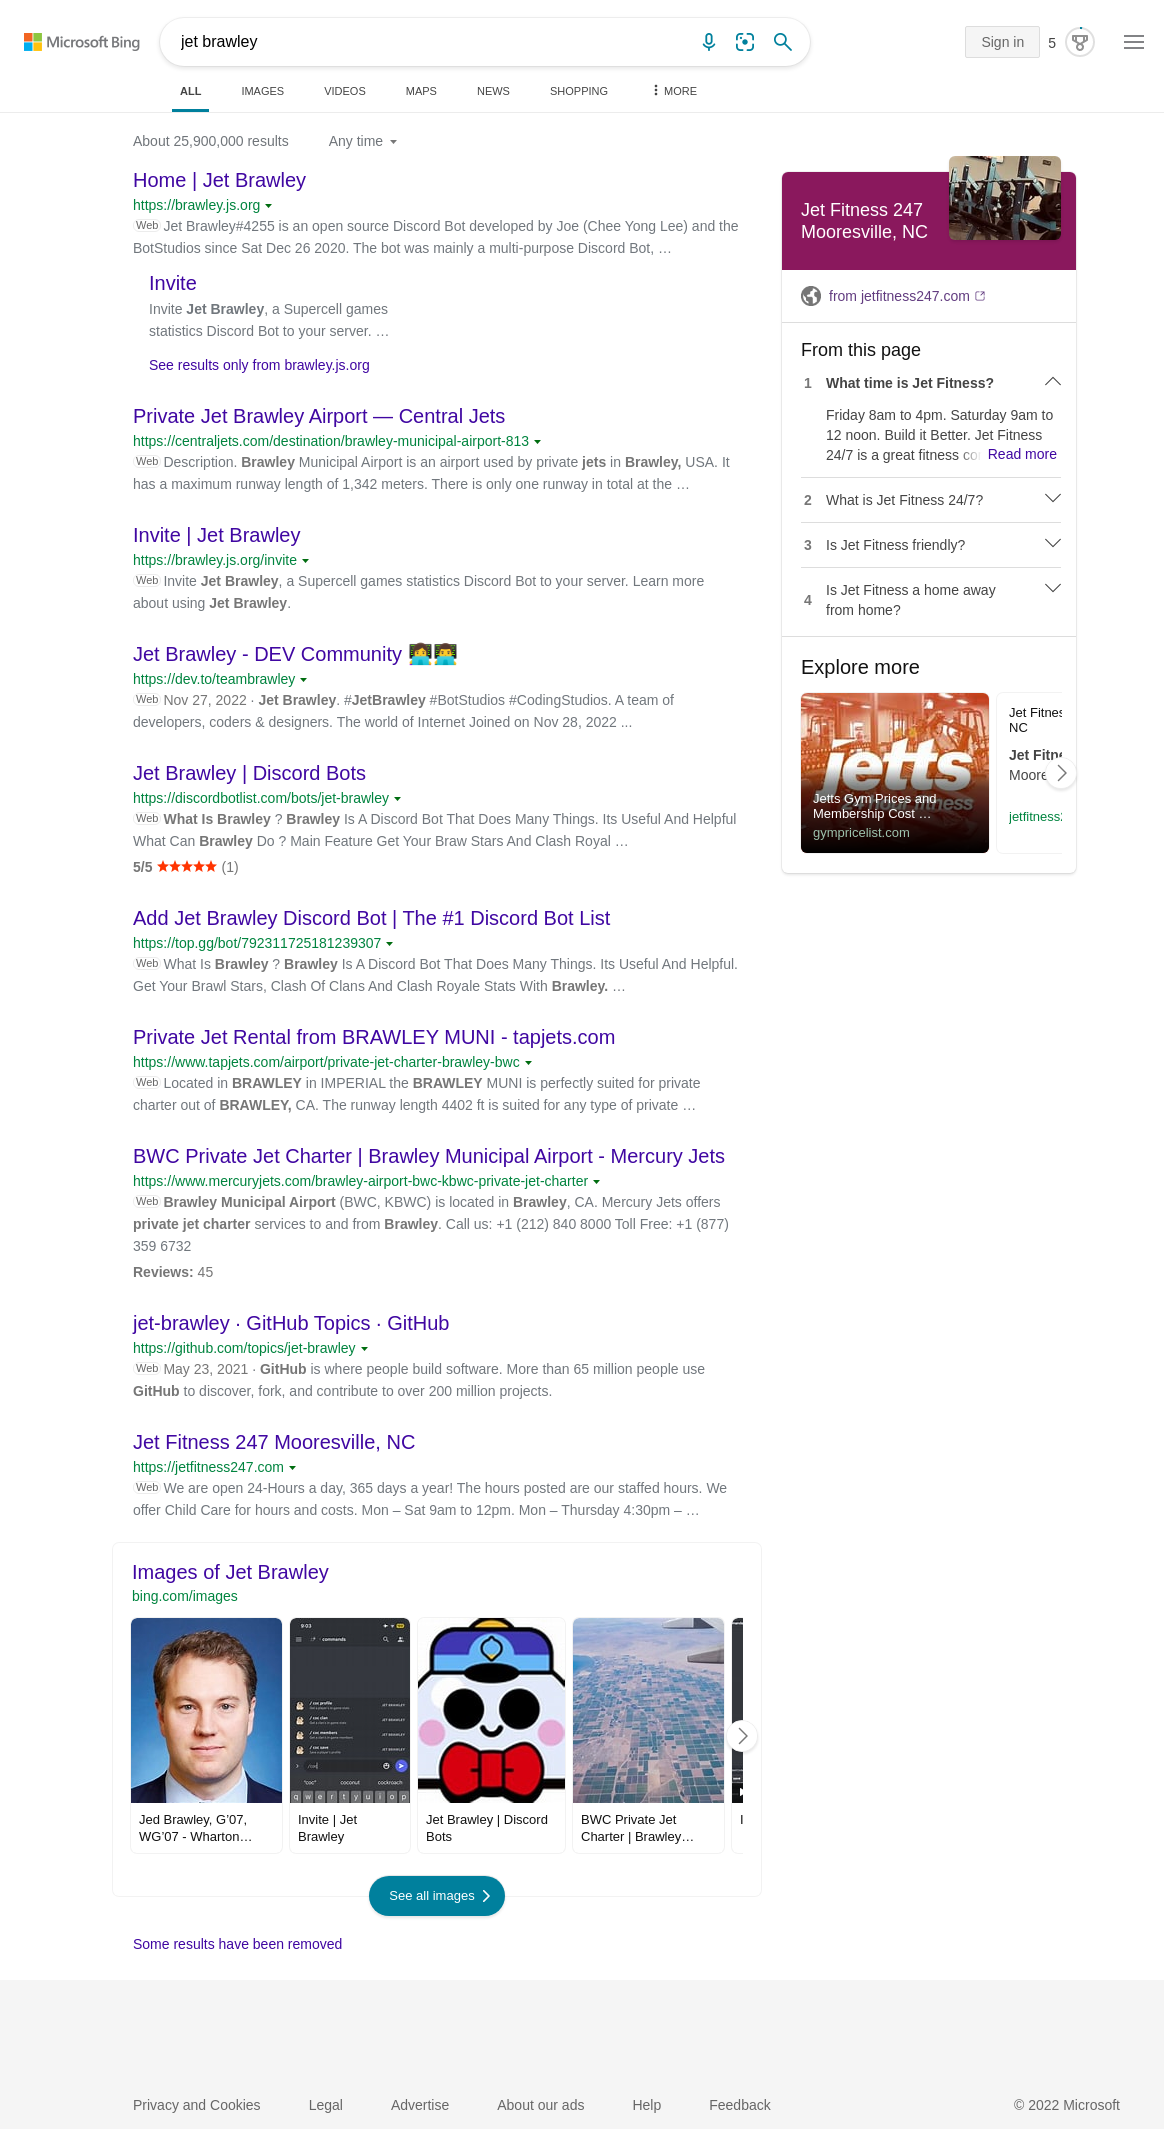 Microsoft Bing
jet brawley
Sign in
5
ALL
IMAGES
VIDEOS
MAPS
NEWS
SHOPPING
MORE
About 25,900,000 results
Any time
Home | Jet Brawley
https://brawley.js.org
Web Jet Brawley#4255 is an open source Discord Bot developed by Joe (Chee Yong Lee) and the
BotStudios since Sat Dec 26 2020. The bot was mainly a multi-purpose Discord Bot, …
Invite
Invite Jet Brawley, a Supercell games
statistics Discord Bot to your server. …
See results only from brawley.js.org
Private Jet Brawley Airport — Central Jets
https://centraljets.com/destination/brawley-municipal-airport-813
Web Description. Brawley Municipal Airport is an airport used by private jets in Brawley, USA. It
has a maximum runway length of 1,342 meters. There is only one runway in total at the …
Invite | Jet Brawley
https://brawley.js.org/invite
Web Invite Jet Brawley, a Supercell games statistics Discord Bot to your server. Learn more
about using Jet Brawley.
Jet Brawley - DEV Community 👩‍💻👨‍💻
https://dev.to/teambrawley
Web Nov 27, 2022 · Jet Brawley. #JetBrawley #BotStudios #CodingStudios. A team of
developers, coders & designers. The world of Internet Joined on Nov 28, 2022 ...
Jet Brawley | Discord Bots
https://discordbotlist.com/bots/jet-brawley
Web What Is Brawley ? Brawley Is A Discord Bot That Does Many Things. Its Useful And Helpful
What Can Brawley Do ? Main Feature Get Your Braw Stars And Clash Royal …
5/5 ★★★★★ (1)
Add Jet Brawley Discord Bot | The #1 Discord Bot List
https://top.gg/bot/792311725181239307
Web What Is Brawley ? Brawley Is A Discord Bot That Does Many Things. Its Useful And Helpful.
Get Your Brawl Stars, Clash Of Clans And Clash Royale Stats With Brawley. …
Private Jet Rental from BRAWLEY MUNI - tapjets.com
https://www.tapjets.com/airport/private-jet-charter-brawley-bwc
Web Located in BRAWLEY in IMPERIAL the BRAWLEY MUNI is perfectly suited for private
charter out of BRAWLEY, CA. The runway length 4402 ft is suited for any type of private …
BWC Private Jet Charter | Brawley Municipal Airport - Mercury Jets
https://www.mercuryjets.com/brawley-airport-bwc-kbwc-private-jet-charter
Web Brawley Municipal Airport (BWC, KBWC) is located in Brawley, CA. Mercury Jets offers
private jet charter services to and from Brawley. Call us: +1 (212) 840 8000 Toll Free: +1 (877)
359 6732
Reviews: 45
jet-brawley · GitHub Topics · GitHub
https://github.com/topics/jet-brawley
Web May 23, 2021 · GitHub is where people build software. More than 65 million people use
GitHub to discover, fork, and contribute to over 200 million projects.
Jet Fitness 247 Mooresville, NC
https://jetfitness247.com
Web We are open 24-Hours a day, 365 days a year! The hours posted are our staffed hours. We
offer Child Care for hours and costs. Mon – Sat 9am to 12pm. Mon – Thursday 4:30pm – …
Images of Jet Brawley
bing.com/images
9:03
commands
/ coc profile
JET BRAWLEY
/ coc clan
JET BRAWLEY
/ coc members
JET BRAWLEY
/ coc save
JET BRAWLEY
/coc
"coc" coconut cockroach
q w e r t y u i o p
Jed Brawley, G'07,
WG'07 - Wharton…
Invite | Jet
Brawley
Jet Brawley | Discord
Bots
BWC Private Jet
Charter | Brawley…
See all images
Some results have been removed
Jet Fitness 247
Mooresville, NC
from jetfitness247.com
From this page
1 What time is Jet Fitness?
Friday 8am to 4pm. Saturday 9am to
12 noon. Build it Better. Jet Fitness
24/7 is a great fitness co Read more
2 What is Jet Fitness 24/7?
3 Is Jet Fitness friendly?
4 Is Jet Fitness a home away
from home?
Explore more
jetts
24 hour fitness
Jetts Gym Prices and
Membership Cost …
gympricelist.com
Jet Fitnes
NC
Jet Fitne
Moore
jetfitness2
Privacy and Cookies
Legal
Advertise
About our ads
Help
Feedback
© 2022 Microsoft